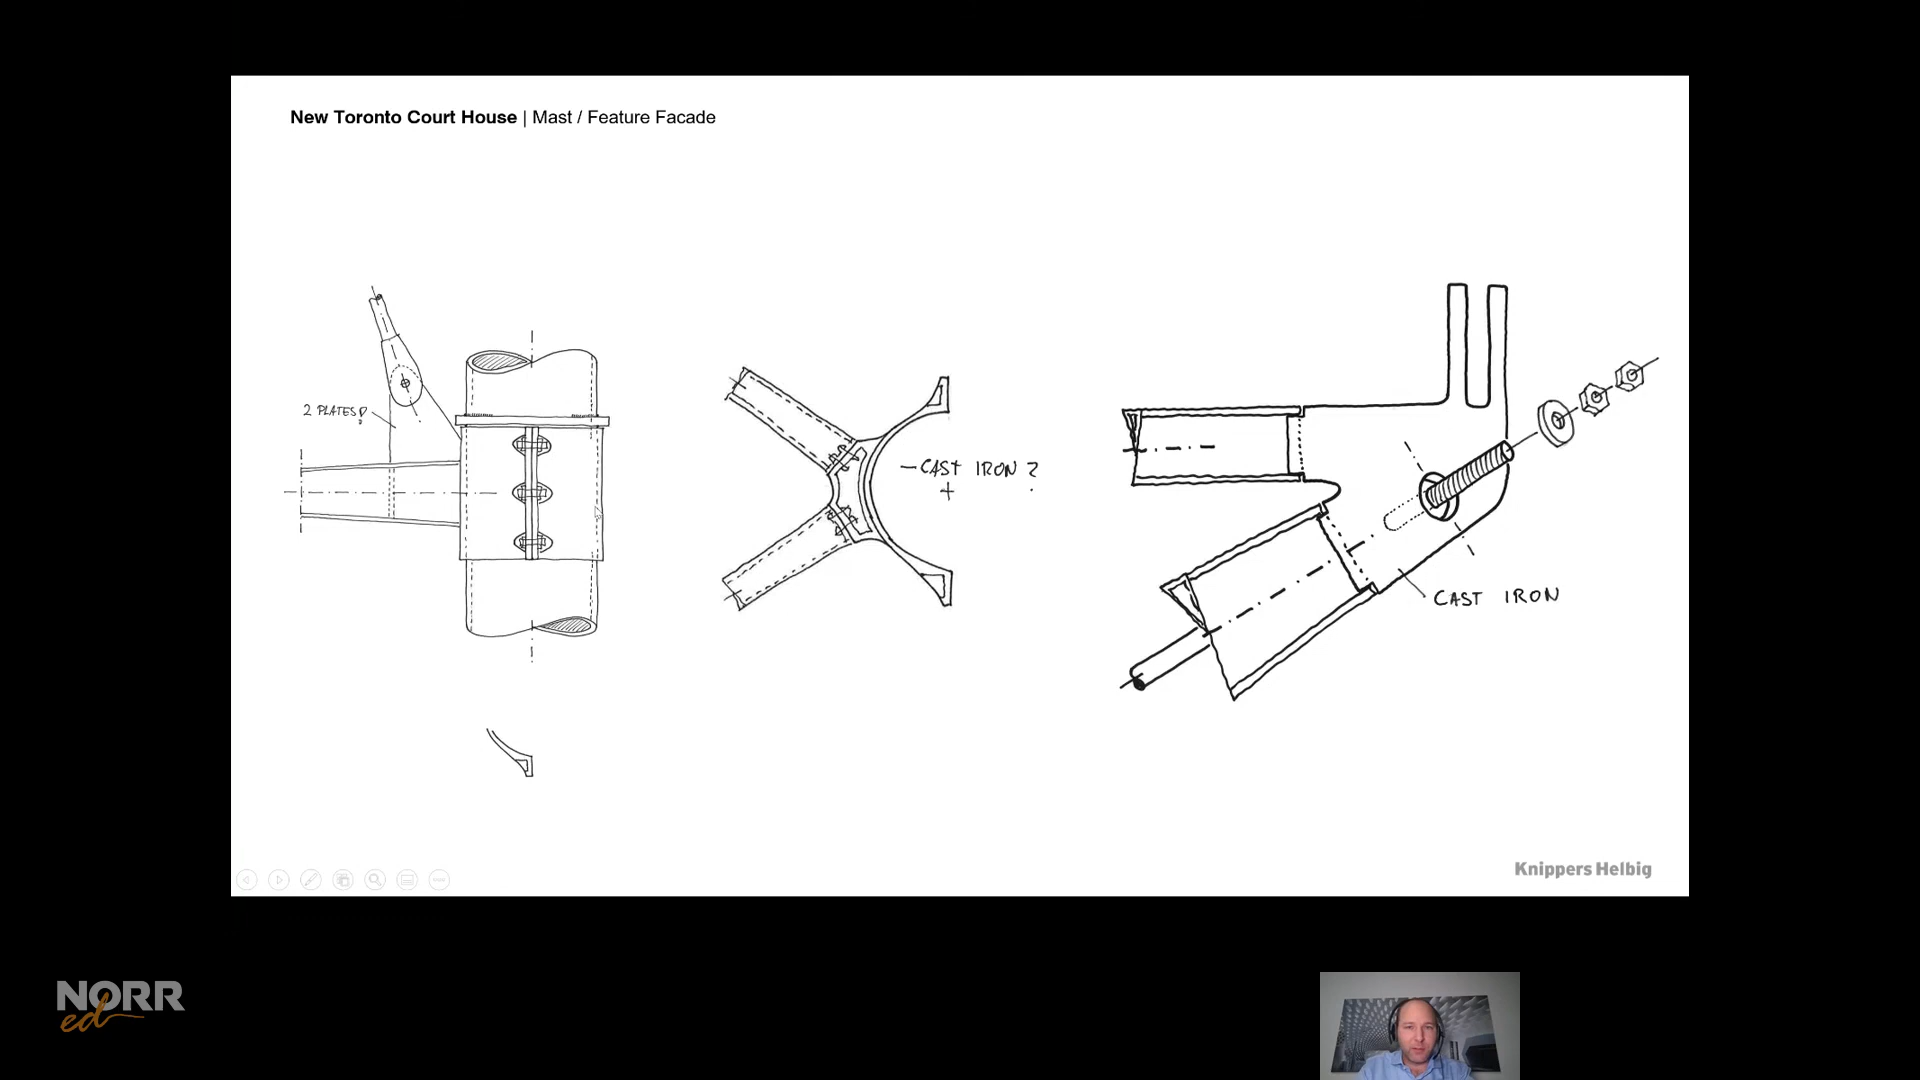 New Toronto Court House | Mast / Feature Facade
2 PLATES
CAST IRON ?
CAST IRON
Knippers Helbig
NORR
ed